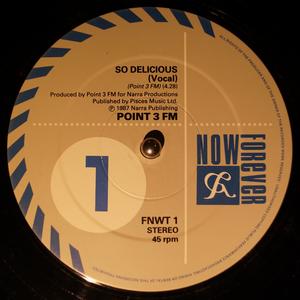 SO DELICIOUS
(Vocal)
(Point 3 FM) (4.28)
Produced by Point 3 FM for Narra Productions
Published by Pisces Music Ltd.
℗ 1987 Narra Publishing
POINT 3 FM
1
FNWT 1
STEREO
45 rpm
NOW
FOREVER